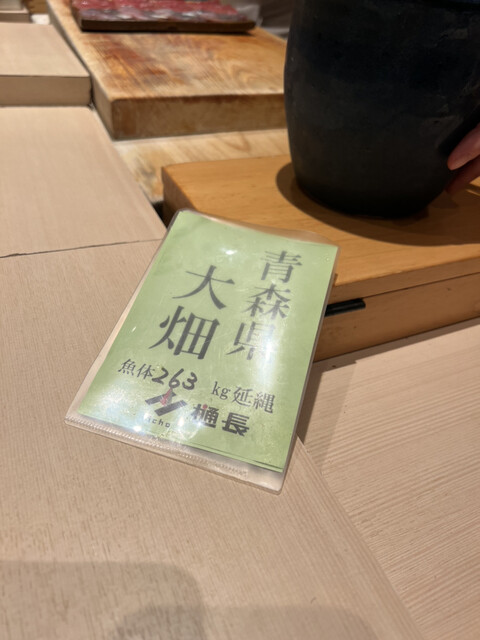 青森県
大畑
魚体263 kg延縄
樋長